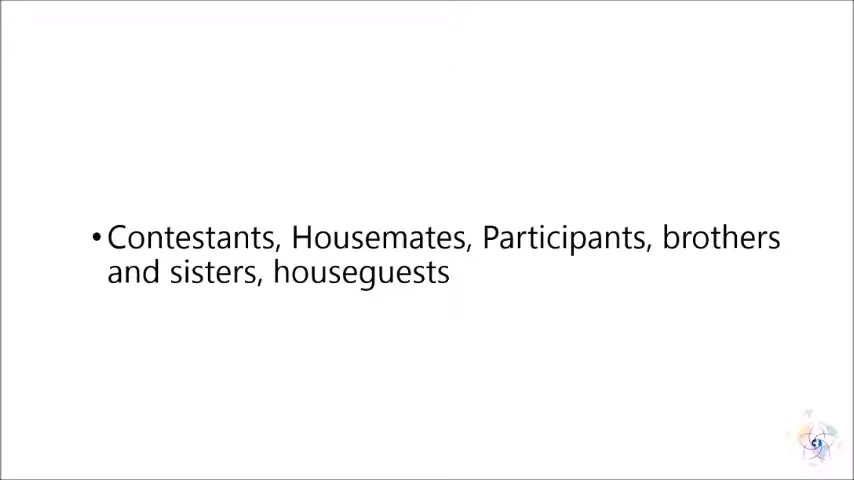 •Contestants, Housemates, Participants, brothers
and sisters, houseguests